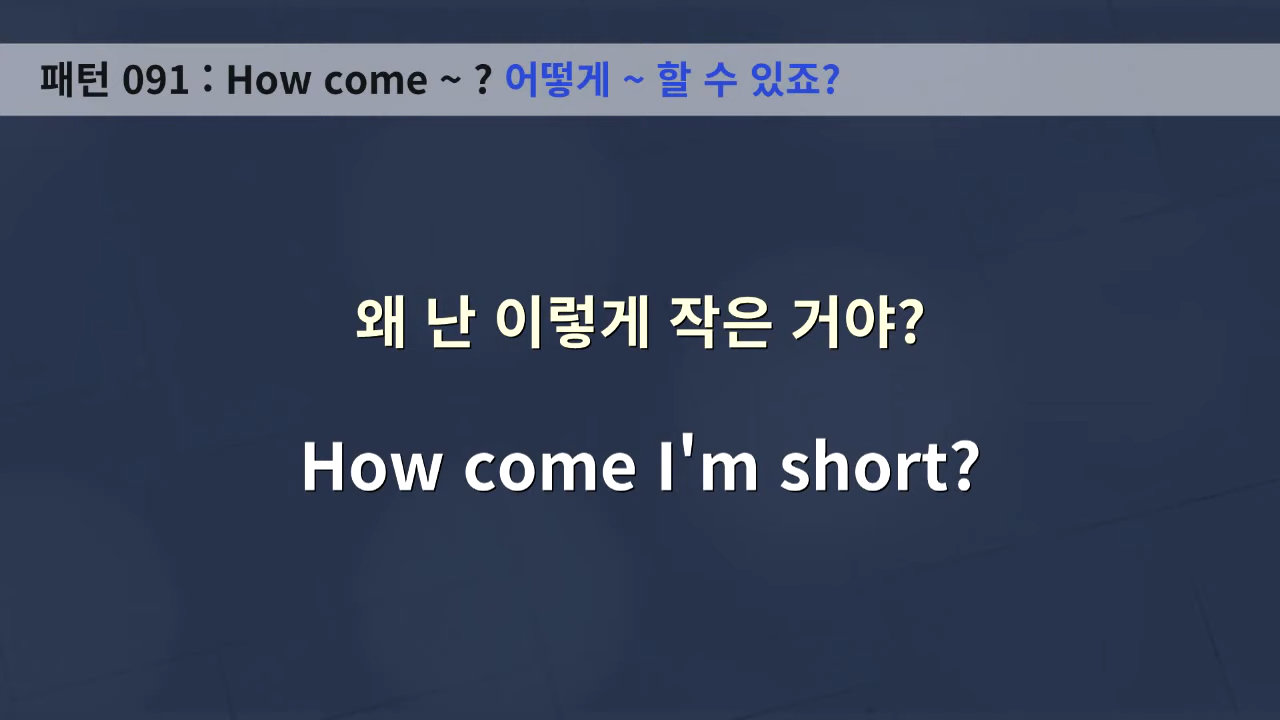 패턴 091 : How come ~ ? 어떻게 ~ 할 수 있죠?
왜 난 이렇게 작은 거야?
How come I'm short?